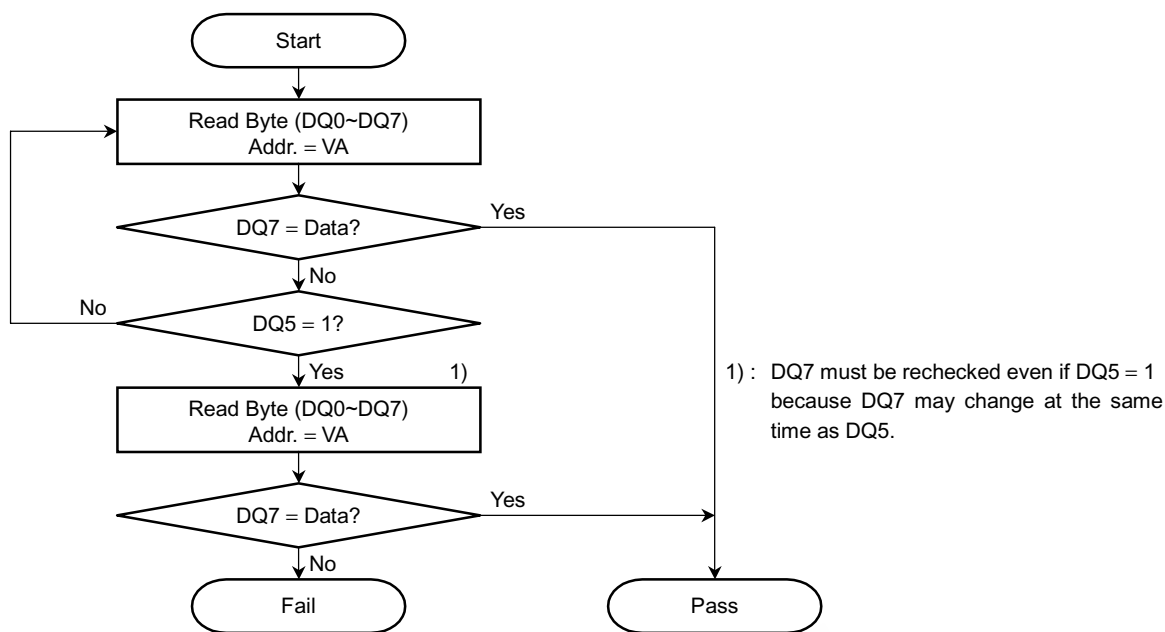 Start
Read Byte (DQ0~DQ7)
Addr. = VA
DQ7 = Data?
Yes
No
No
DQ5 = 1?
Yes
1)
Read Byte (DQ0~DQ7)
Addr. = VA
1) : DQ7 must be rechecked even if DQ5 = 1
because DQ7 may change at the same
time as DQ5.
DQ7 = Data?
Yes
No
Fail
Pass